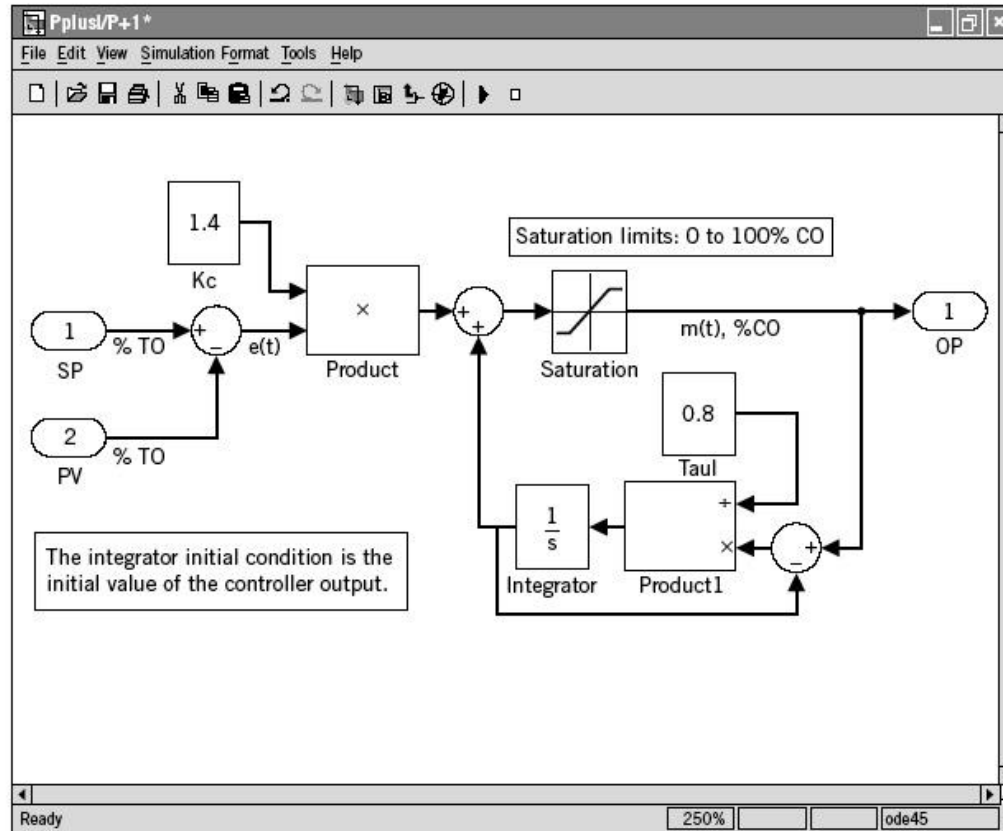 PplusI/P+1*
File Edit View Simulation Format Tools Help
1.4
Kc
Saturation limits: 0 to 100% CO
×
Product
+
+
Saturation
m(t), %CO
1
OP
1
SP
% TO
+
−
e(t)
2
PV
% TO
0.8
TauI
÷
×
Product1
1
s
Integrator
+
−
The integrator initial condition is the
initial value of the controller output.
Ready
250%
ode45